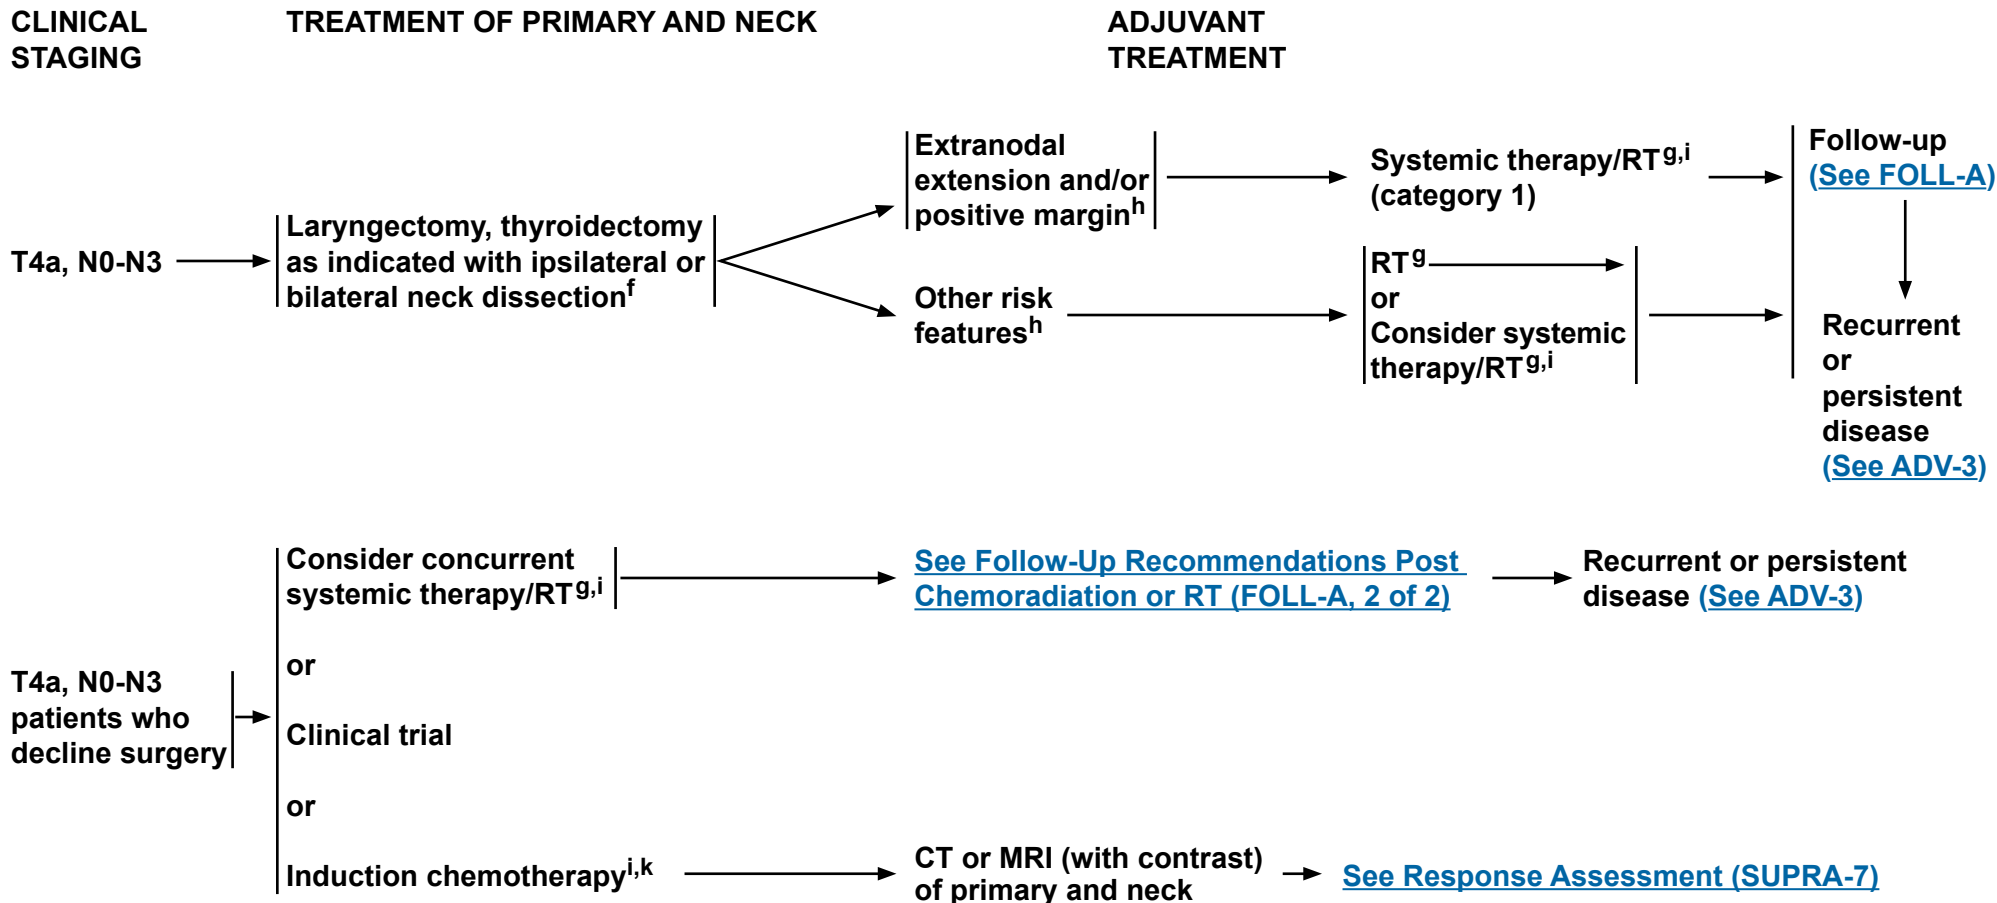 CLINICAL
STAGING
TREATMENT OF PRIMARY AND NECK
ADJUVANT
TREATMENT
T4a, N0-N3
Laryngectomy, thyroidectomy
as indicated with ipsilateral or
bilateral neck dissectionf
Extranodal
extension and/or
positive marginh
Systemic therapy/RTg,i
(category 1)
Other risk
featuresh
RTg
or
Consider systemic
therapy/RTg,i
Follow-up
(See FOLL-A)
Recurrent
or
persistent
disease
(See ADV-3)
T4a, N0-N3
patients who
decline surgery
Consider concurrent
systemic therapy/RTg,i
or
Clinical trial
or
Induction chemotherapyi,k
See Follow-Up Recommendations Post
Chemoradiation or RT (FOLL-A, 2 of 2)
Recurrent or persistent
disease (See ADV-3)
CT or MRI (with contrast)
of primary and neck
See Response Assessment (SUPRA-7)